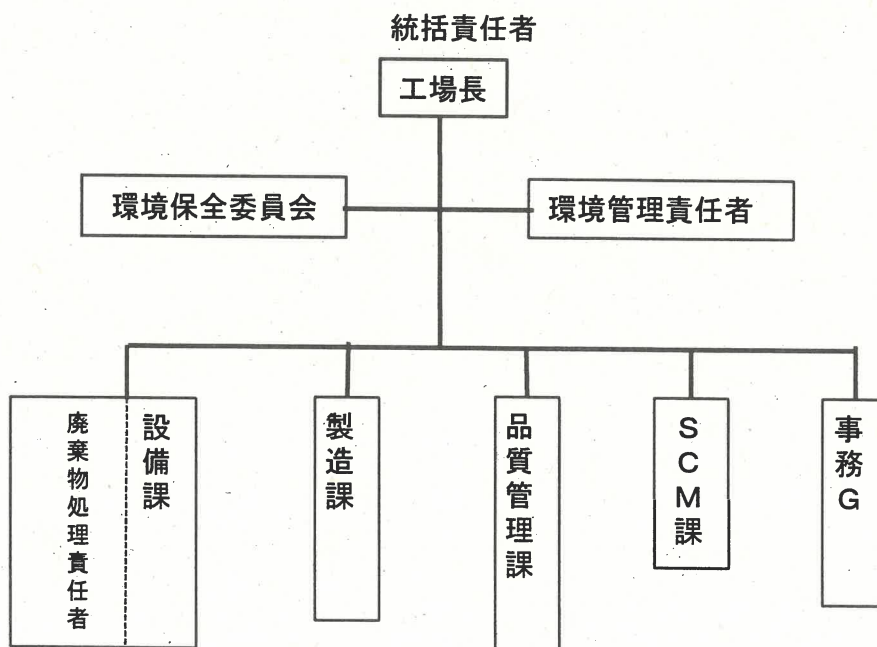 統括責任者
工場長
環境保全委員会
環境管理責任者
廃棄物処理責任者
設備課
製造課
品質管理課
SCM課
事務G